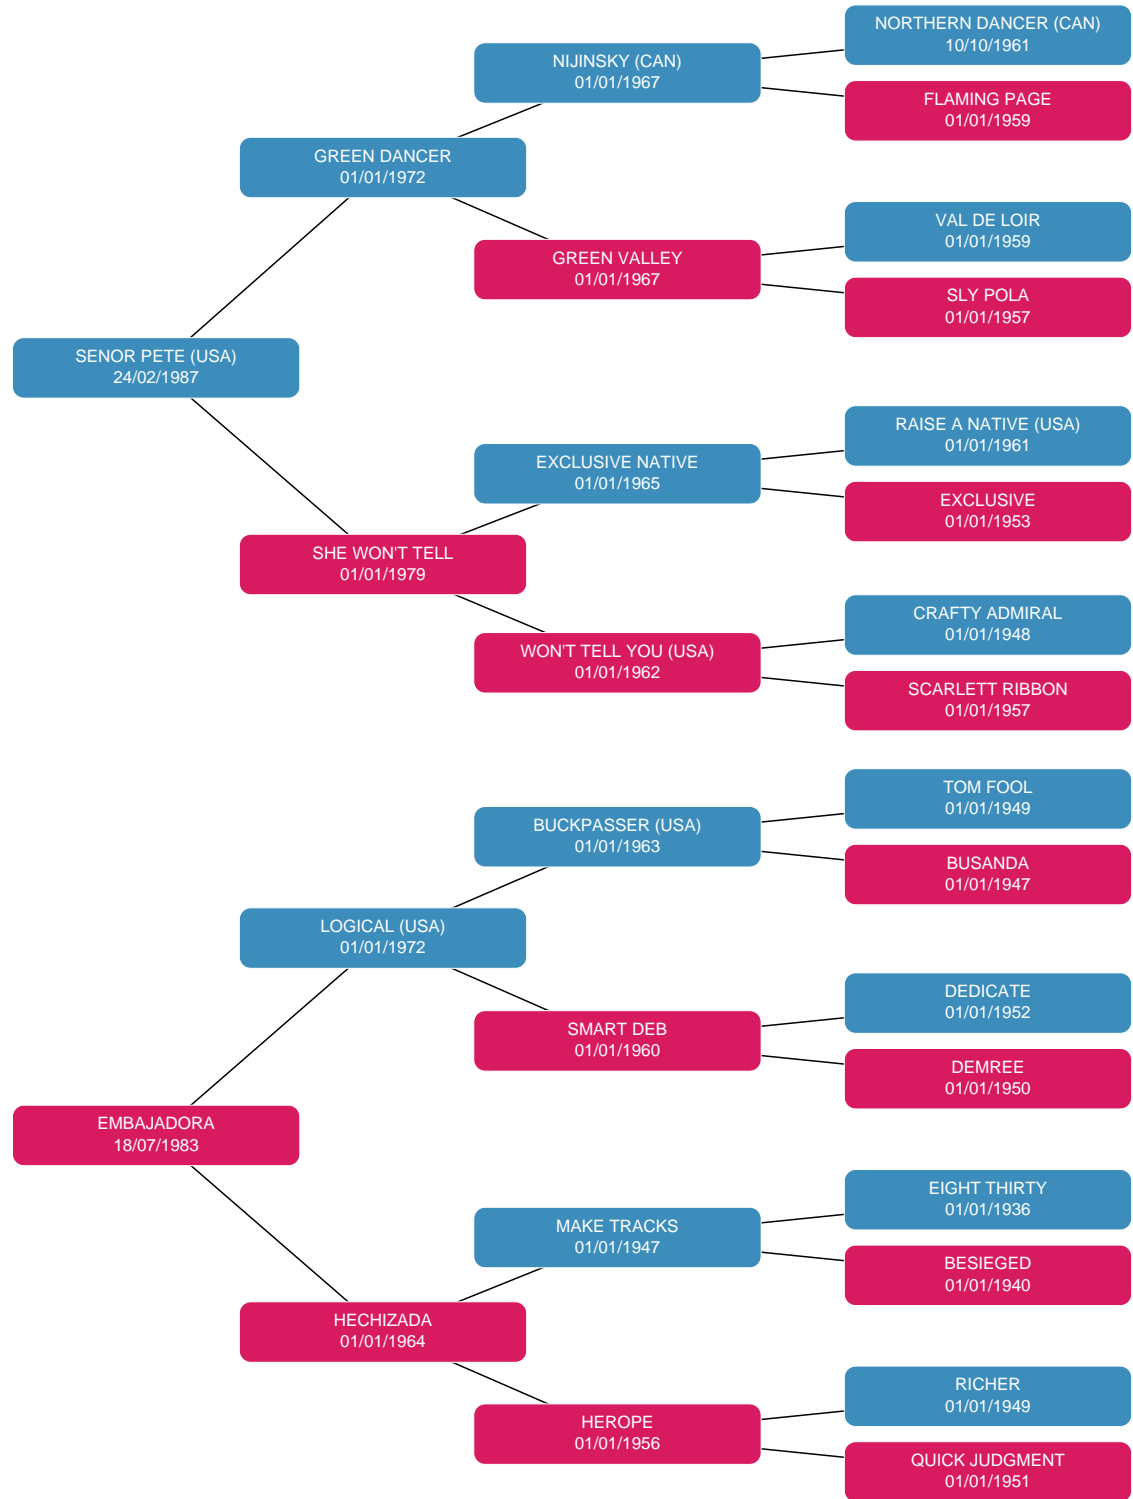 NORTHERN DANCER (CAN)
10/10/1961
NIJINSKY (CAN)
01/01/1967
FLAMING PAGE
01/01/1959
GREEN DANCER
01/01/1972
VAL DE LOIR
01/01/1959
GREEN VALLEY
01/01/1967
SLY POLA
01/01/1957
SENOR PETE (USA)
24/02/1987
RAISE A NATIVE (USA)
01/01/1961
EXCLUSIVE NATIVE
01/01/1965
EXCLUSIVE
01/01/1953
SHE WON'T TELL
01/01/1979
CRAFTY ADMIRAL
01/01/1948
WON'T TELL YOU (USA)
01/01/1962
SCARLETT RIBBON
01/01/1957
TOM FOOL
01/01/1949
BUCKPASSER (USA)
01/01/1963
BUSANDA
01/01/1947
LOGICAL (USA)
01/01/1972
DEDICATE
01/01/1952
SMART DEB
01/01/1960
DEMREE
01/01/1950
EMBAJADORA
18/07/1983
EIGHT THIRTY
01/01/1936
MAKE TRACKS
01/01/1947
BESIEGED
01/01/1940
HECHIZADA
01/01/1964
RICHER
01/01/1949
HEROPE
01/01/1956
QUICK JUDGMENT
01/01/1951